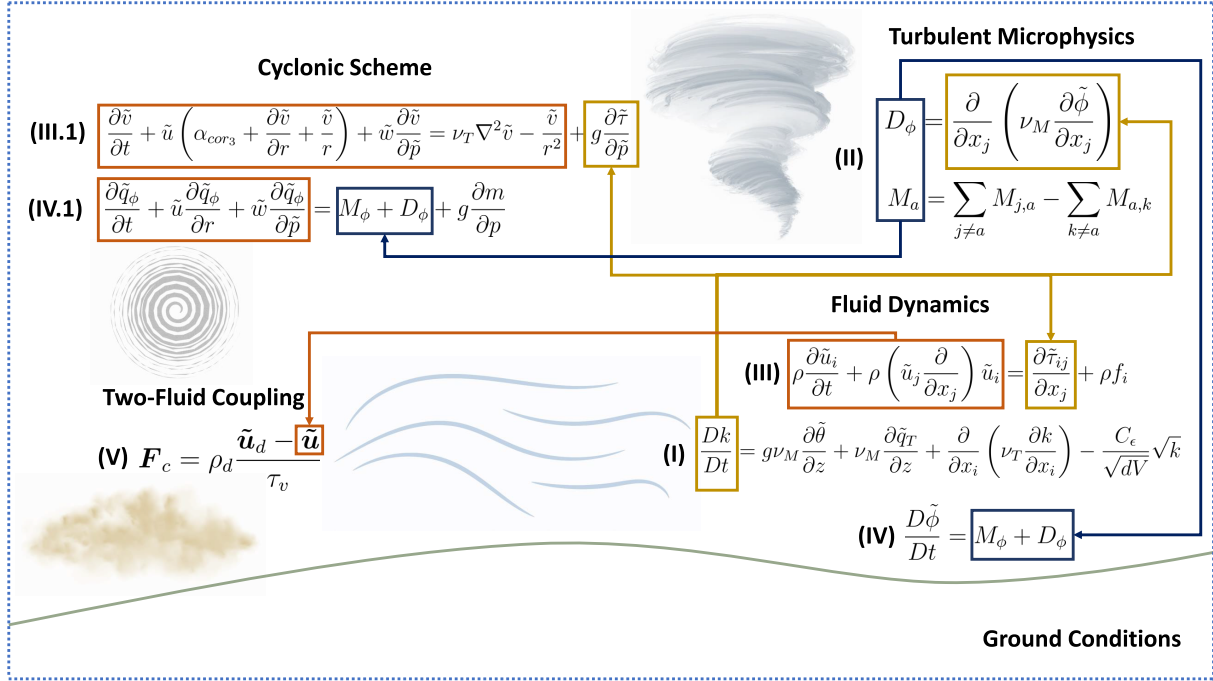 Turbulent Microphysics
Cyclonic Scheme
(III.1) ∂ṽ/∂t + ũ (α_{cor_3} + ∂ṽ/∂r + ṽ/r) + w̃ ∂ṽ/∂p̃ = ν_T ∇²ṽ − ṽ/r² + g ∂τ̃/∂p̃
(IV.1) ∂q̃_ϕ/∂t + ũ ∂q̃_ϕ/∂r + w̃ ∂q̃_ϕ/∂p̃ = M_ϕ + D_ϕ + g ∂m/∂p
(II) D_ϕ = ∂/∂x_j (ν_M ∂ϕ̃/∂x_j)
M_a = ∑_{j≠a} M_{j,a} − ∑_{k≠a} M_{a,k}
Fluid Dynamics
(III) ρ ∂ũ_i/∂t + ρ (ũ_j ∂/∂x_j) ũ_i = ∂τ̃_{ij}/∂x_j + ρf_i
Two-Fluid Coupling
(V) F_c = ρ_d (ũ_d − ũ)/τ_v
(I) Dk/Dt = gν_M ∂θ̃/∂z + ν_M ∂q̃_T/∂z + ∂/∂x_i (ν_T ∂k/∂x_i) − C_ϵ/√dV √k
(IV) Dϕ̃/Dt = M_ϕ + D_ϕ
Ground Conditions